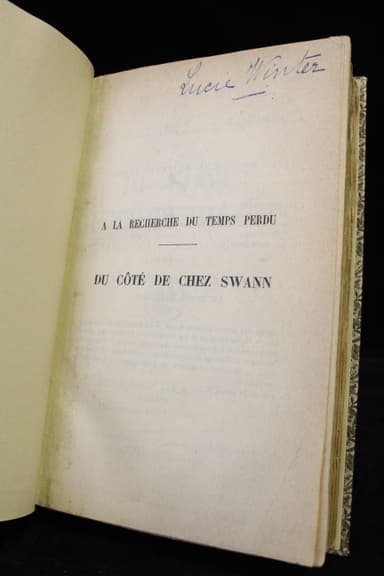 Lucie Winter
A LA RECHERCHE DU TEMPS PERDU
DU CÔTÉ DE CHEZ SWANN